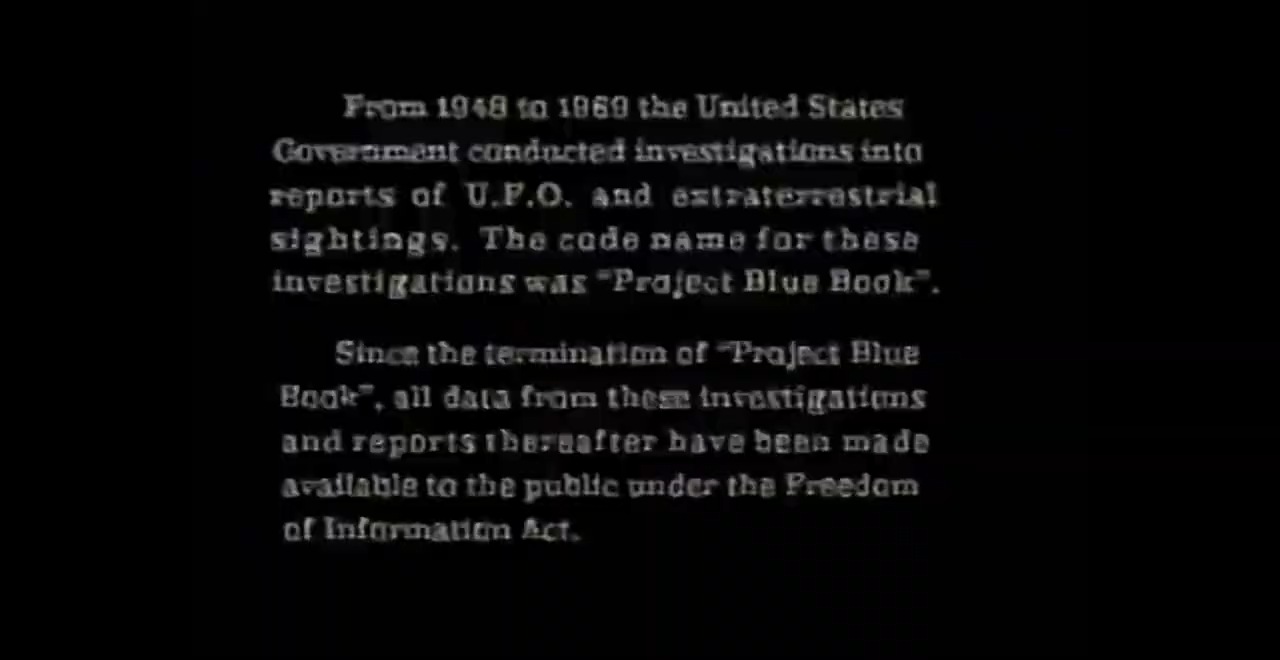 From 1948 to 1969 the United States
Government conducted investigations into
reports of U.F.O. and extraterrestrial
sightings. The code name for these
investigations was "Project Blue Book".
Since the termination of "Project Blue
Book", all data from these investigations
and reports thereafter have been made
available to the public under the Freedom
of Information Act.